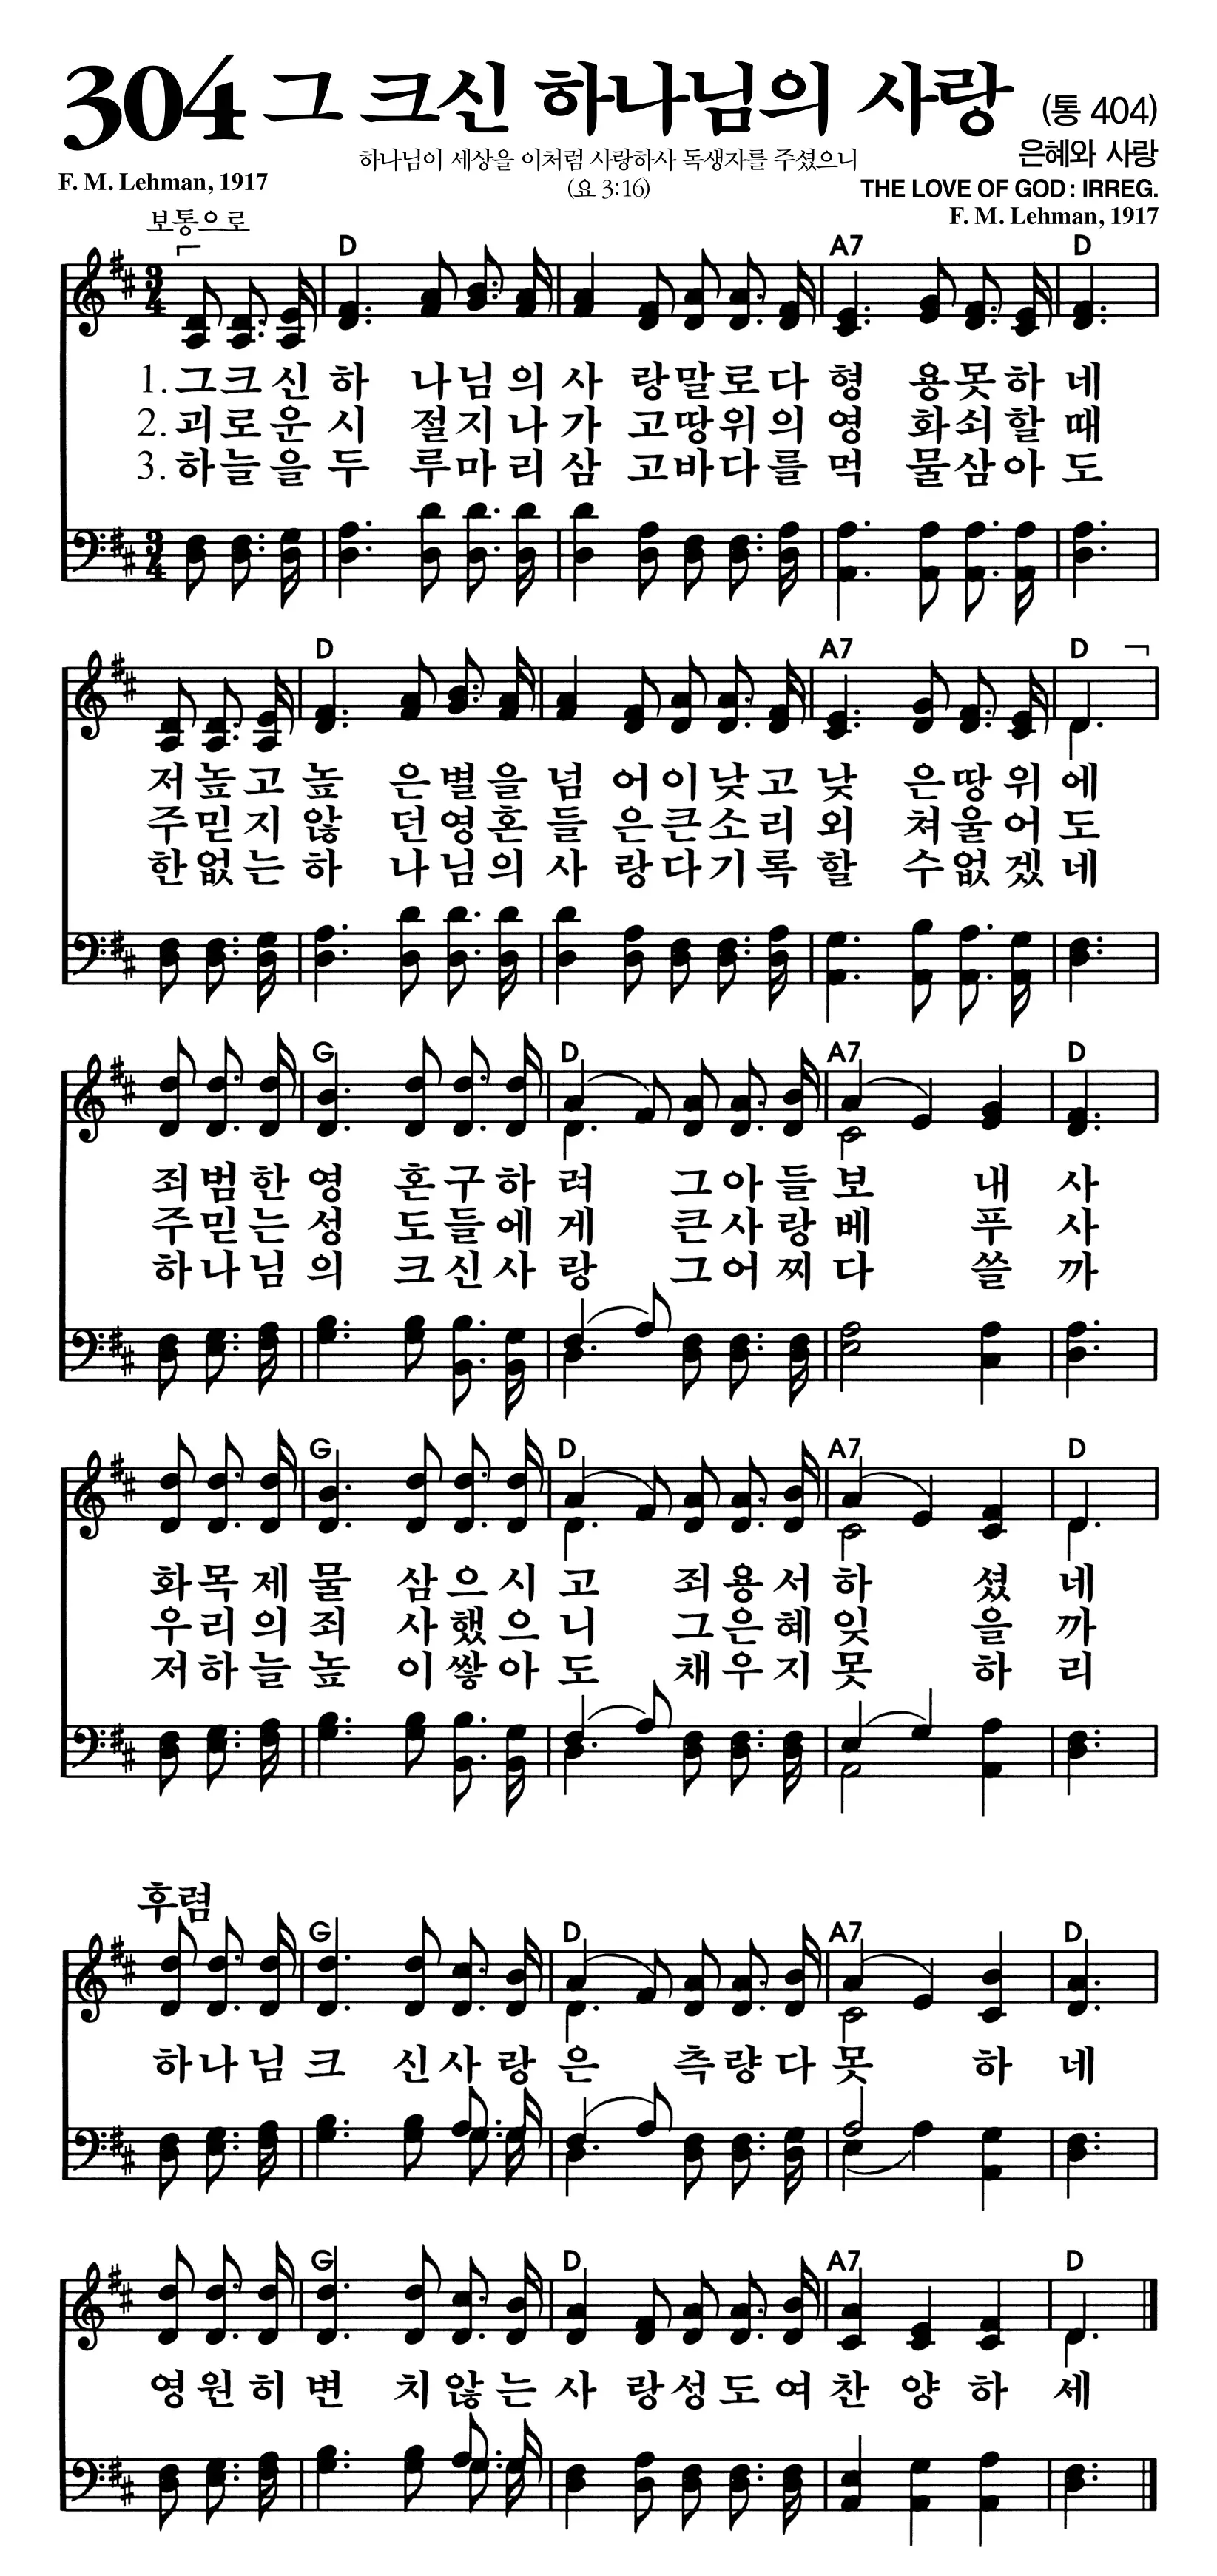 304 그 크신 하나님의 사랑 (통 404)
하나님이 세상을 이처럼 사랑하사 독생자를 주셨으니
은혜와 사랑
F. M. Lehman, 1917
(요 3:16)
THE LOVE OF GOD : IRREG.
F. M. Lehman, 1917
보통으로
D A7 D
3 4
1. 그크신 하 나님의사 랑말로다 형 용못하 네
2. 괴로운 시 절지나가 고땅위의 영 화쇠할 때
3. 하늘을 두 루마리삼 고바다를 먹 물삼아 도
3 4
D A7 D
저높고 높 은별을넘 어이낮고 낮 은땅위 에
주믿지 않 던영혼들 은큰소리 외 쳐울어 도
한없는 하 나님의사 랑다기록 할 수없겠 네
G D A7 D
죄범한 영 혼구하려 그아들 보 내 사
주믿는 성 도들에게 큰사랑 베 푸 사
하나님의 크신사랑 그어찌 다 쓸 까
G D A7 D
화목제 물 삼으시고 죄용서 하 셨 네
우리의 죄 사했으니 그은혜 잊 을 까
저하늘 높 이쌓아도 채우지 못 하 리
후렴
G D A7 D
하나님 크 신사랑은 측량다 못 하 네
G D A7 D
영원히 변 치않는사 랑성도여 찬 양 하 세